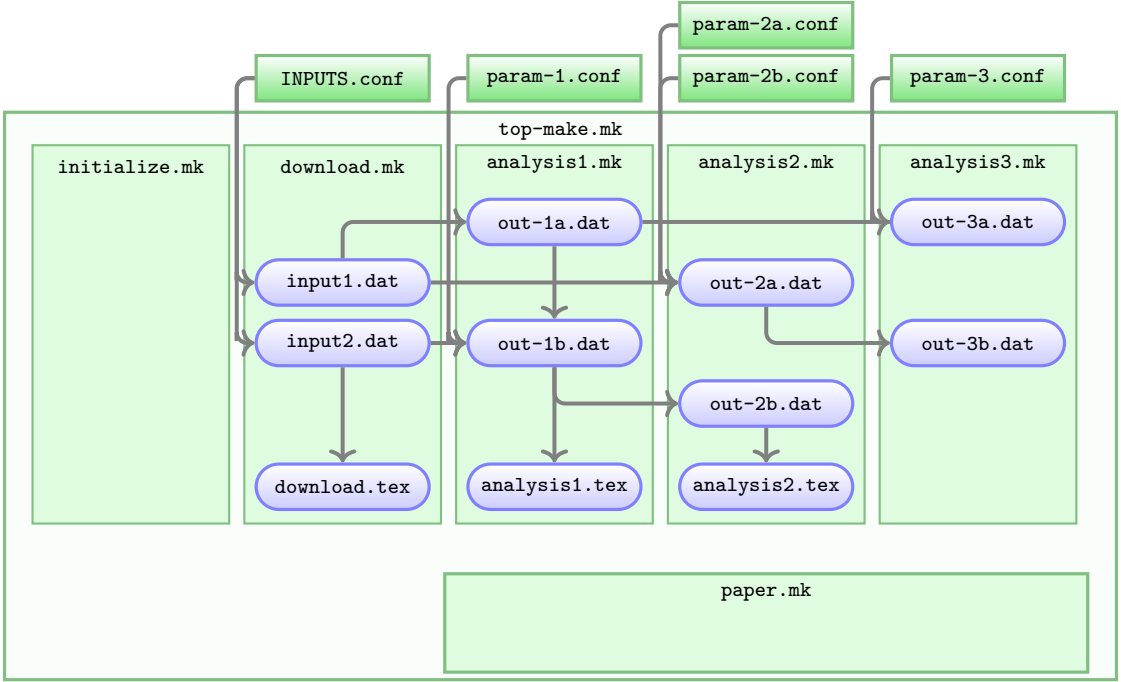 param-2a.conf
INPUTS.conf
param-1.conf
param-2b.conf
param-3.conf
top-make.mk
initialize.mk
download.mk
analysis1.mk
analysis2.mk
analysis3.mk
out-1a.dat
out-3a.dat
input1.dat
out-2a.dat
input2.dat
out-1b.dat
out-3b.dat
out-2b.dat
download.tex
analysis1.tex
analysis2.tex
paper.mk